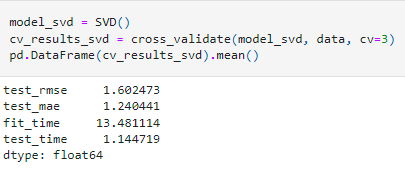 model_svd = SVD()
cv_results_svd = cross_validate(model_svd, data, cv=3)
pd.DataFrame(cv_results_svd).mean()
test_rmse     1.602473
test_mae      1.240441
fit_time     13.481114
test_time     1.144719
dtype: float64